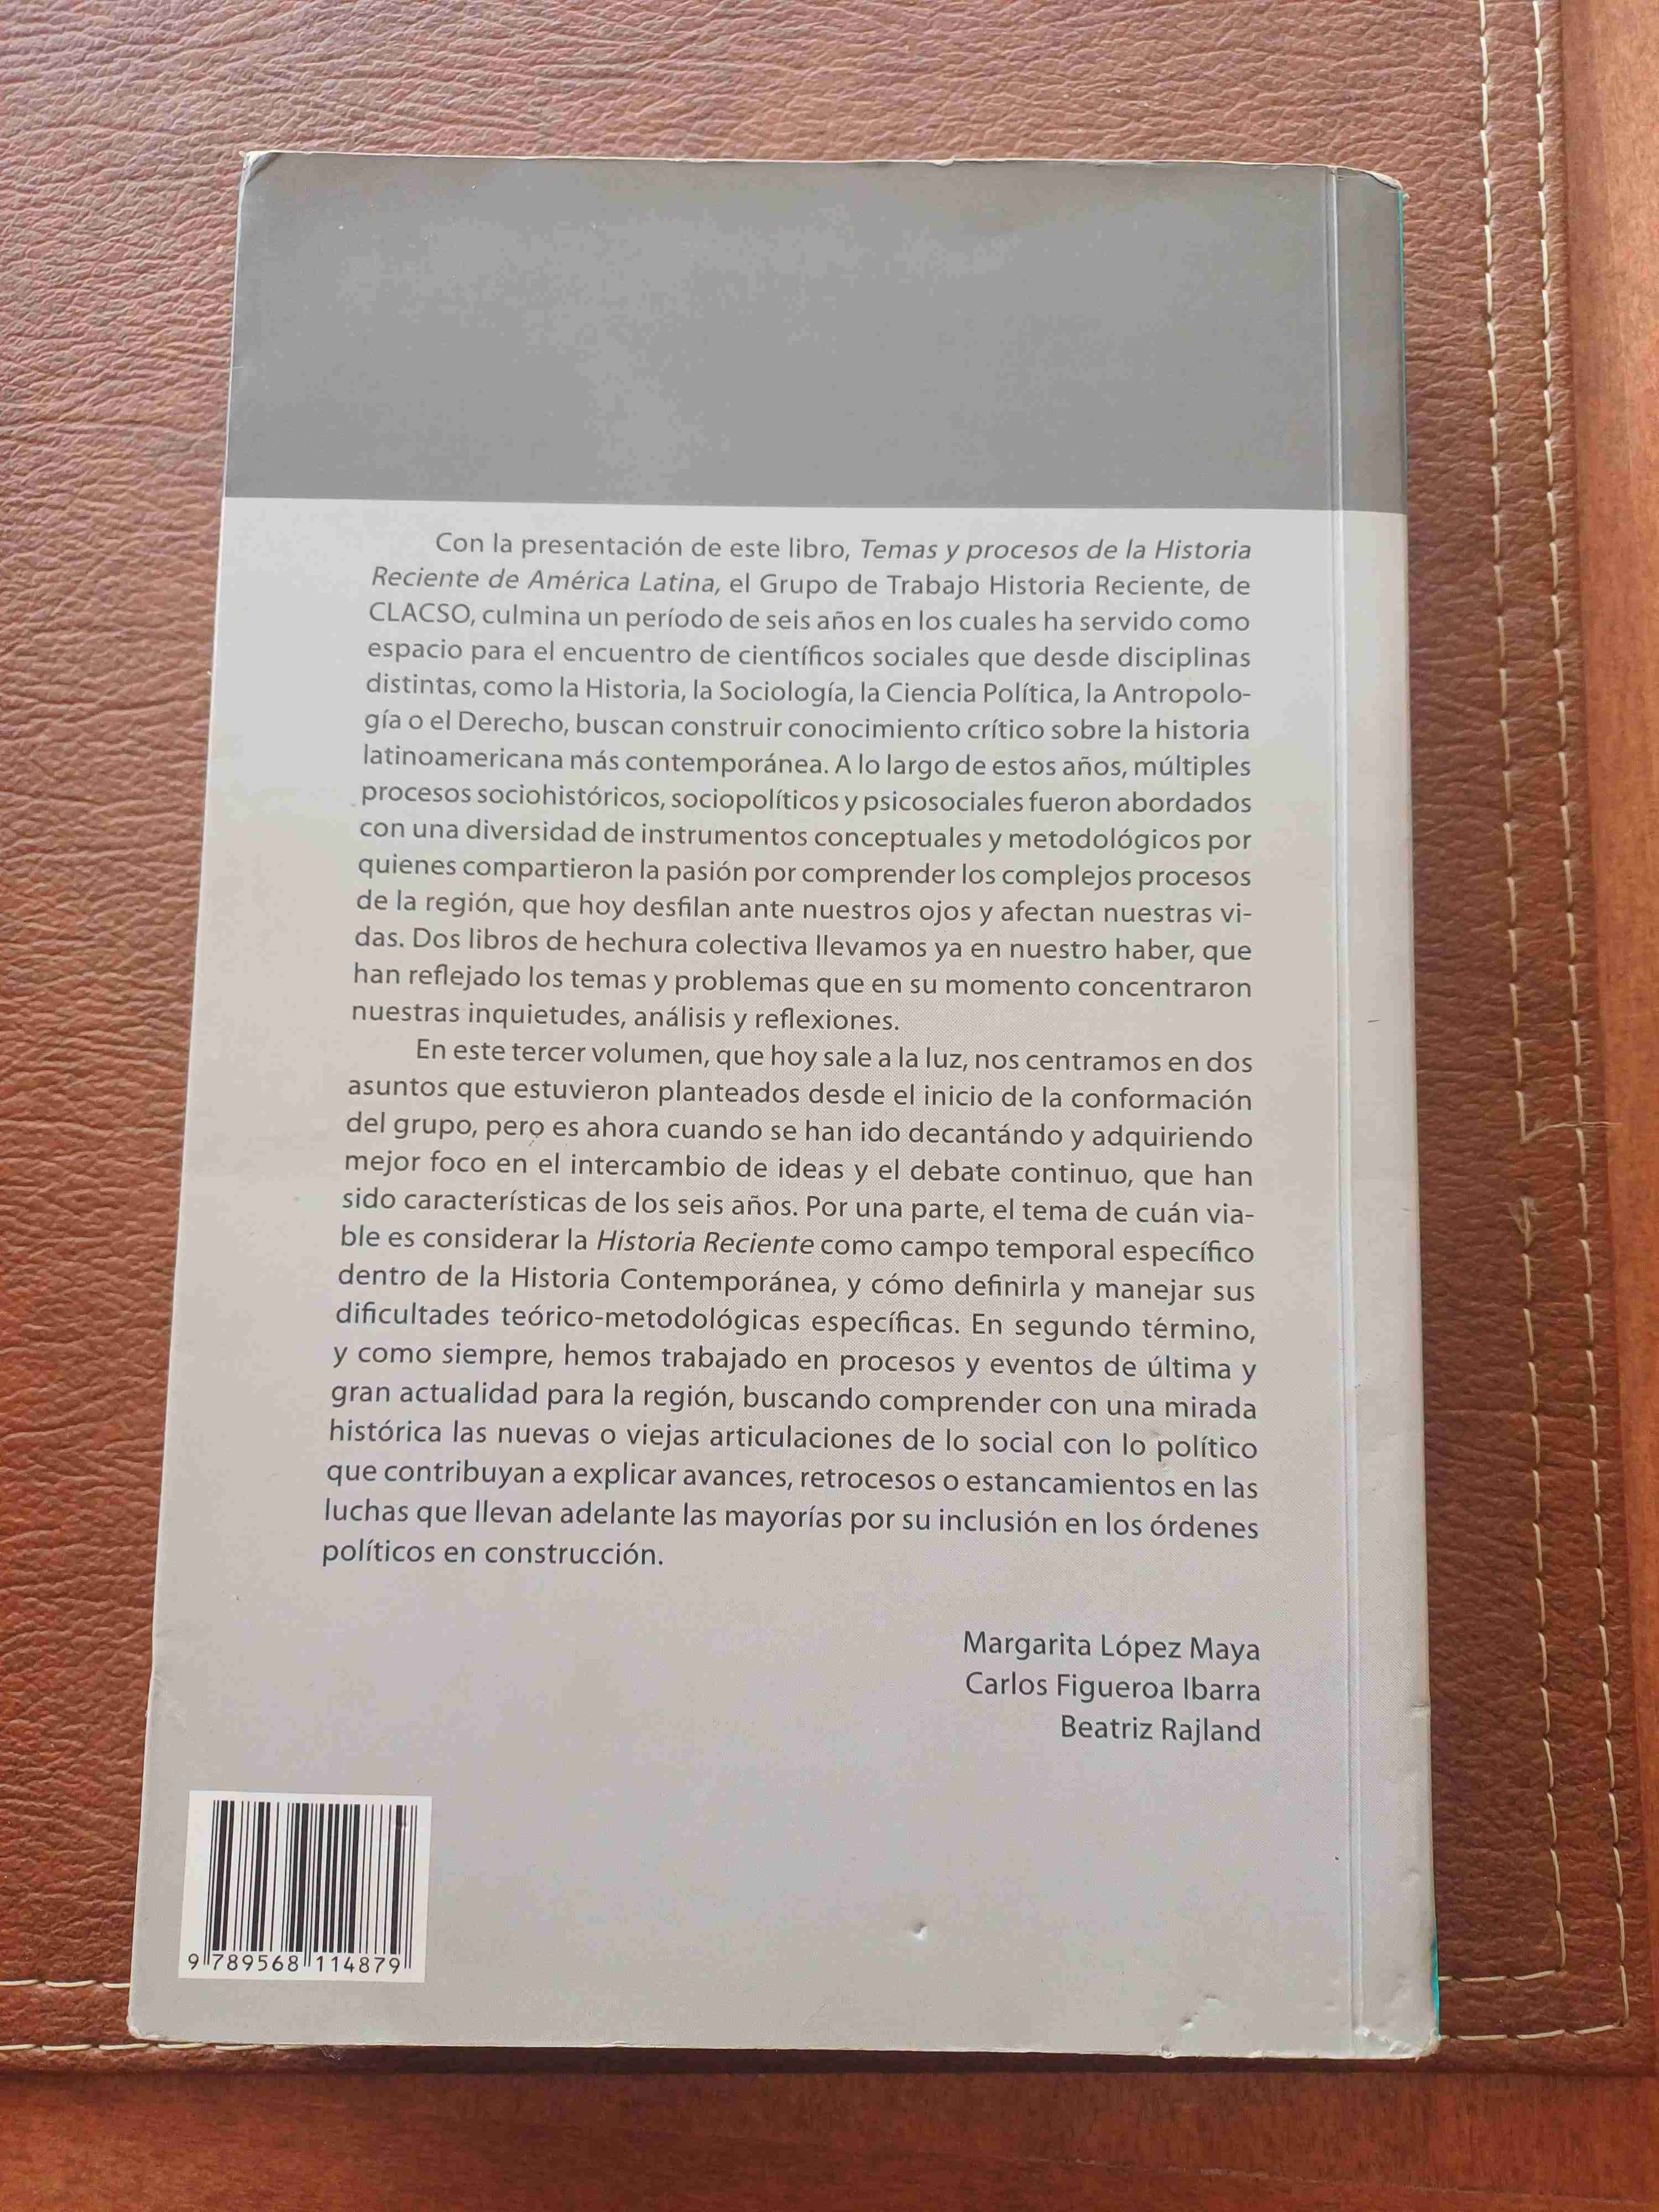 Con la presentación de este libro, Temas y procesos de la Historia
Reciente de América Latina, el Grupo de Trabajo Historia Reciente, de
CLACSO, culmina un período de seis años en los cuales ha servido como
espacio para el encuentro de científicos sociales que desde disciplinas
distintas, como la Historia, la Sociología, la Ciencia Política, la Antropolo-
gía o el Derecho, buscan construir conocimiento crítico sobre la historia
latinoamericana más contemporánea. A lo largo de estos años, múltiples
procesos sociohistóricos, sociopolíticos y psicosociales fueron abordados
con una diversidad de instrumentos conceptuales y metodológicos por
quienes compartieron la pasión por comprender los complejos procesos
de la región, que hoy desfilan ante nuestros ojos y afectan nuestras vi-
das. Dos libros de hechura colectiva llevamos ya en nuestro haber, que
han reflejado los temas y problemas que en su momento concentraron
nuestras inquietudes, análisis y reflexiones.
En este tercer volumen, que hoy sale a la luz, nos centramos en dos
asuntos que estuvieron planteados desde el inicio de la conformación
del grupo, pero es ahora cuando se han ido decantándo y adquiriendo
mejor foco en el intercambio de ideas y el debate continuo, que han
sido características de los seis años. Por una parte, el tema de cuán via-
ble es considerar la Historia Reciente como campo temporal específico
dentro de la Historia Contemporánea, y cómo definirla y manejar sus
dificultades teórico-metodológicas específicas. En segundo término,
y como siempre, hemos trabajado en procesos y eventos de última y
gran actualidad para la región, buscando comprender con una mirada
histórica las nuevas o viejas articulaciones de lo social con lo político
que contribuyan a explicar avances, retrocesos o estancamientos en las
luchas que llevan adelante las mayorías por su inclusión en los órdenes
políticos en construcción.
Margarita López Maya
Carlos Figueroa Ibarra
Beatriz Rajland
9 789568 114879